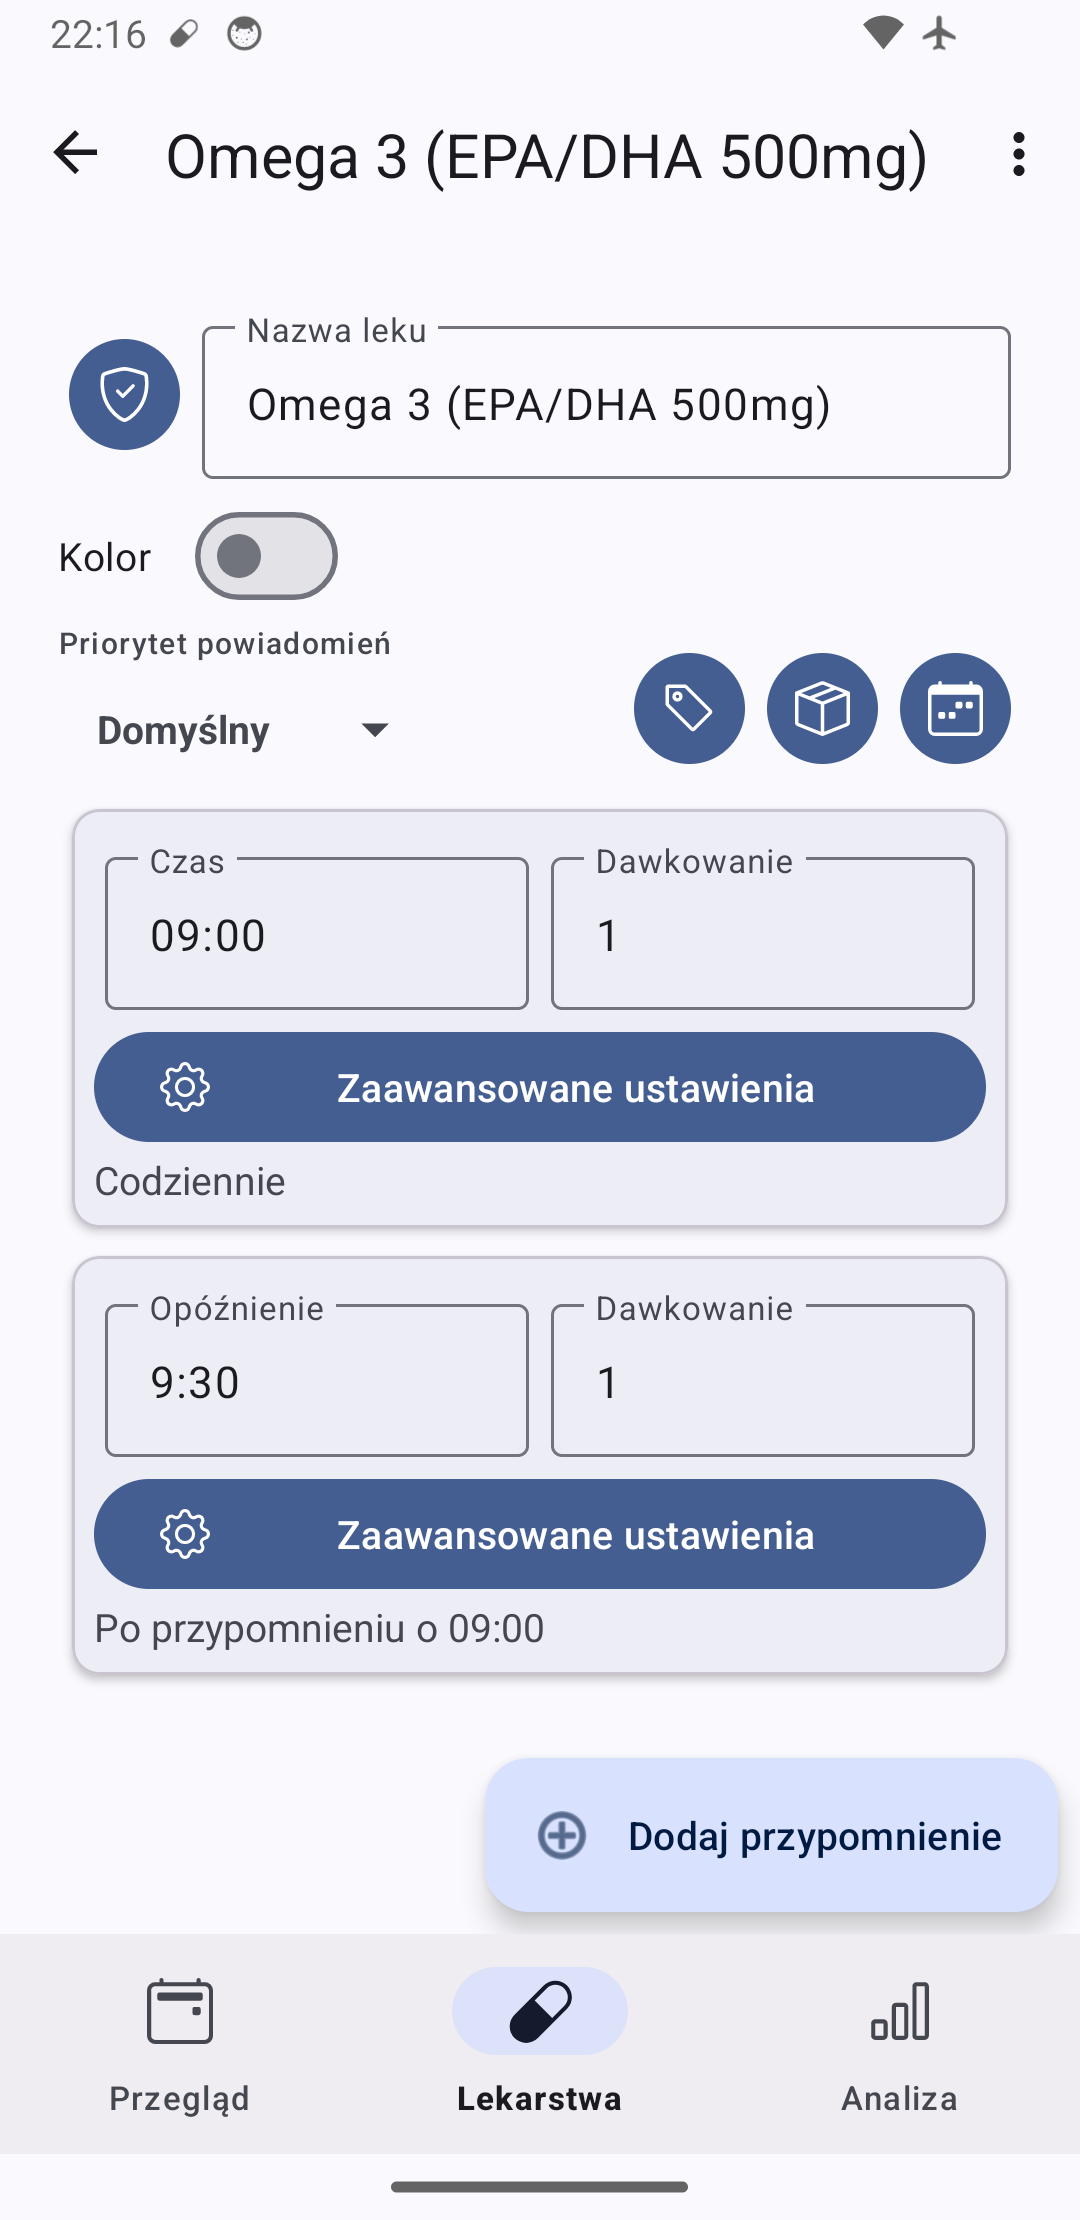 22:16
Omega 3 (EPA/DHA 500mg)
Nazwa leku
Omega 3 (EPA/DHA 500mg)
Kolor
Priorytet powiadomień
Domyślny
Czas
09:00
Dawkowanie
1
Zaawansowane ustawienia
Codziennie
Opóźnienie
9:30
Dawkowanie
1
Zaawansowane ustawienia
Po przypomnieniu o 09:00
Dodaj przypomnienie
Przegląd
Lekarstwa
Analiza